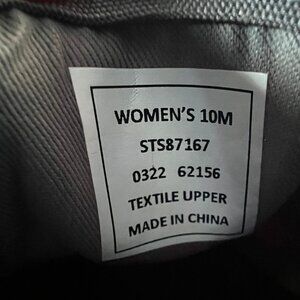 WOMEN'S 10M
STS87167
0322 62156
TEXTILE UPPER
MADE IN CHINA